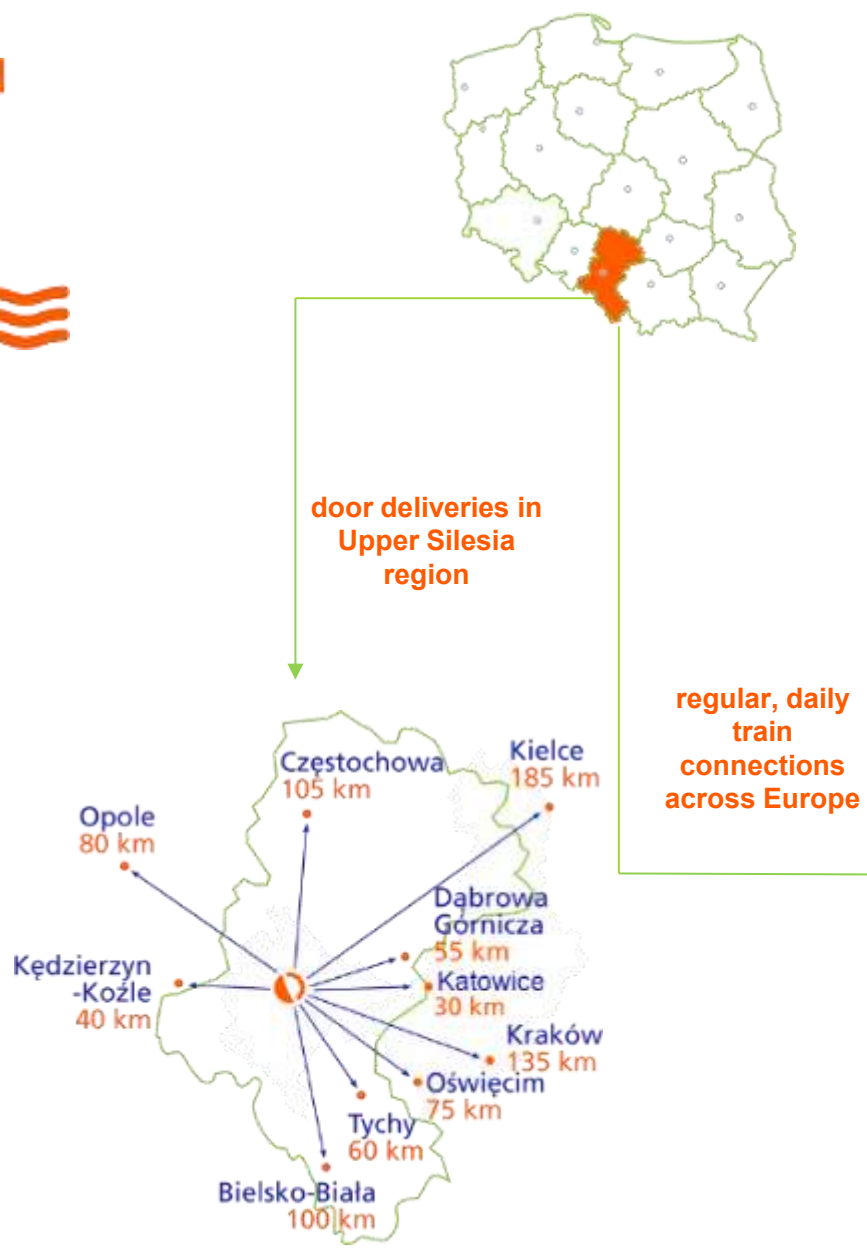 door deliveries in
Upper Silesia
region
regular, daily
train
connections
across Europe
Częstochowa
105 km
Kielce
185 km
Opole
80 km
Dąbrowa
Górnicza
55 km
Kędzierzyn
-Koźle
40 km
Katowice
30 km
Kraków
135 km
Oświęcim
75 km
Tychy
60 km
Bielsko-Biała
100 km